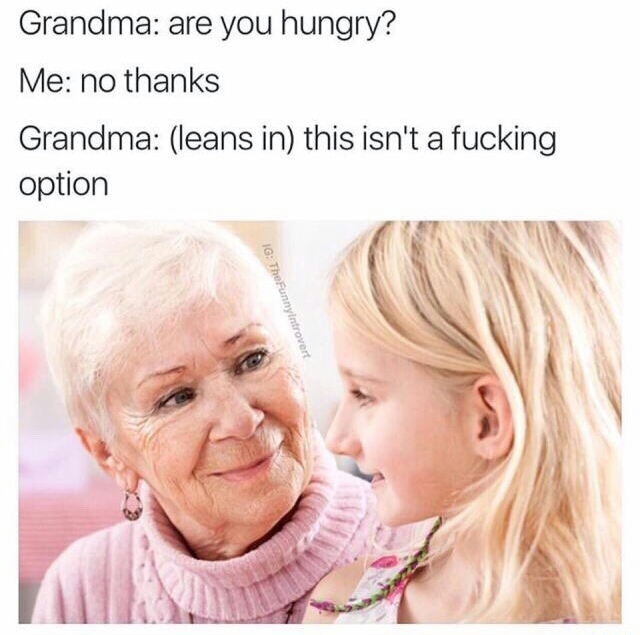 Grandma: are you hungry?
Me: no thanks
Grandma: (leans in) this isn't a fucking
option
IG: TheFunnyIntrovert